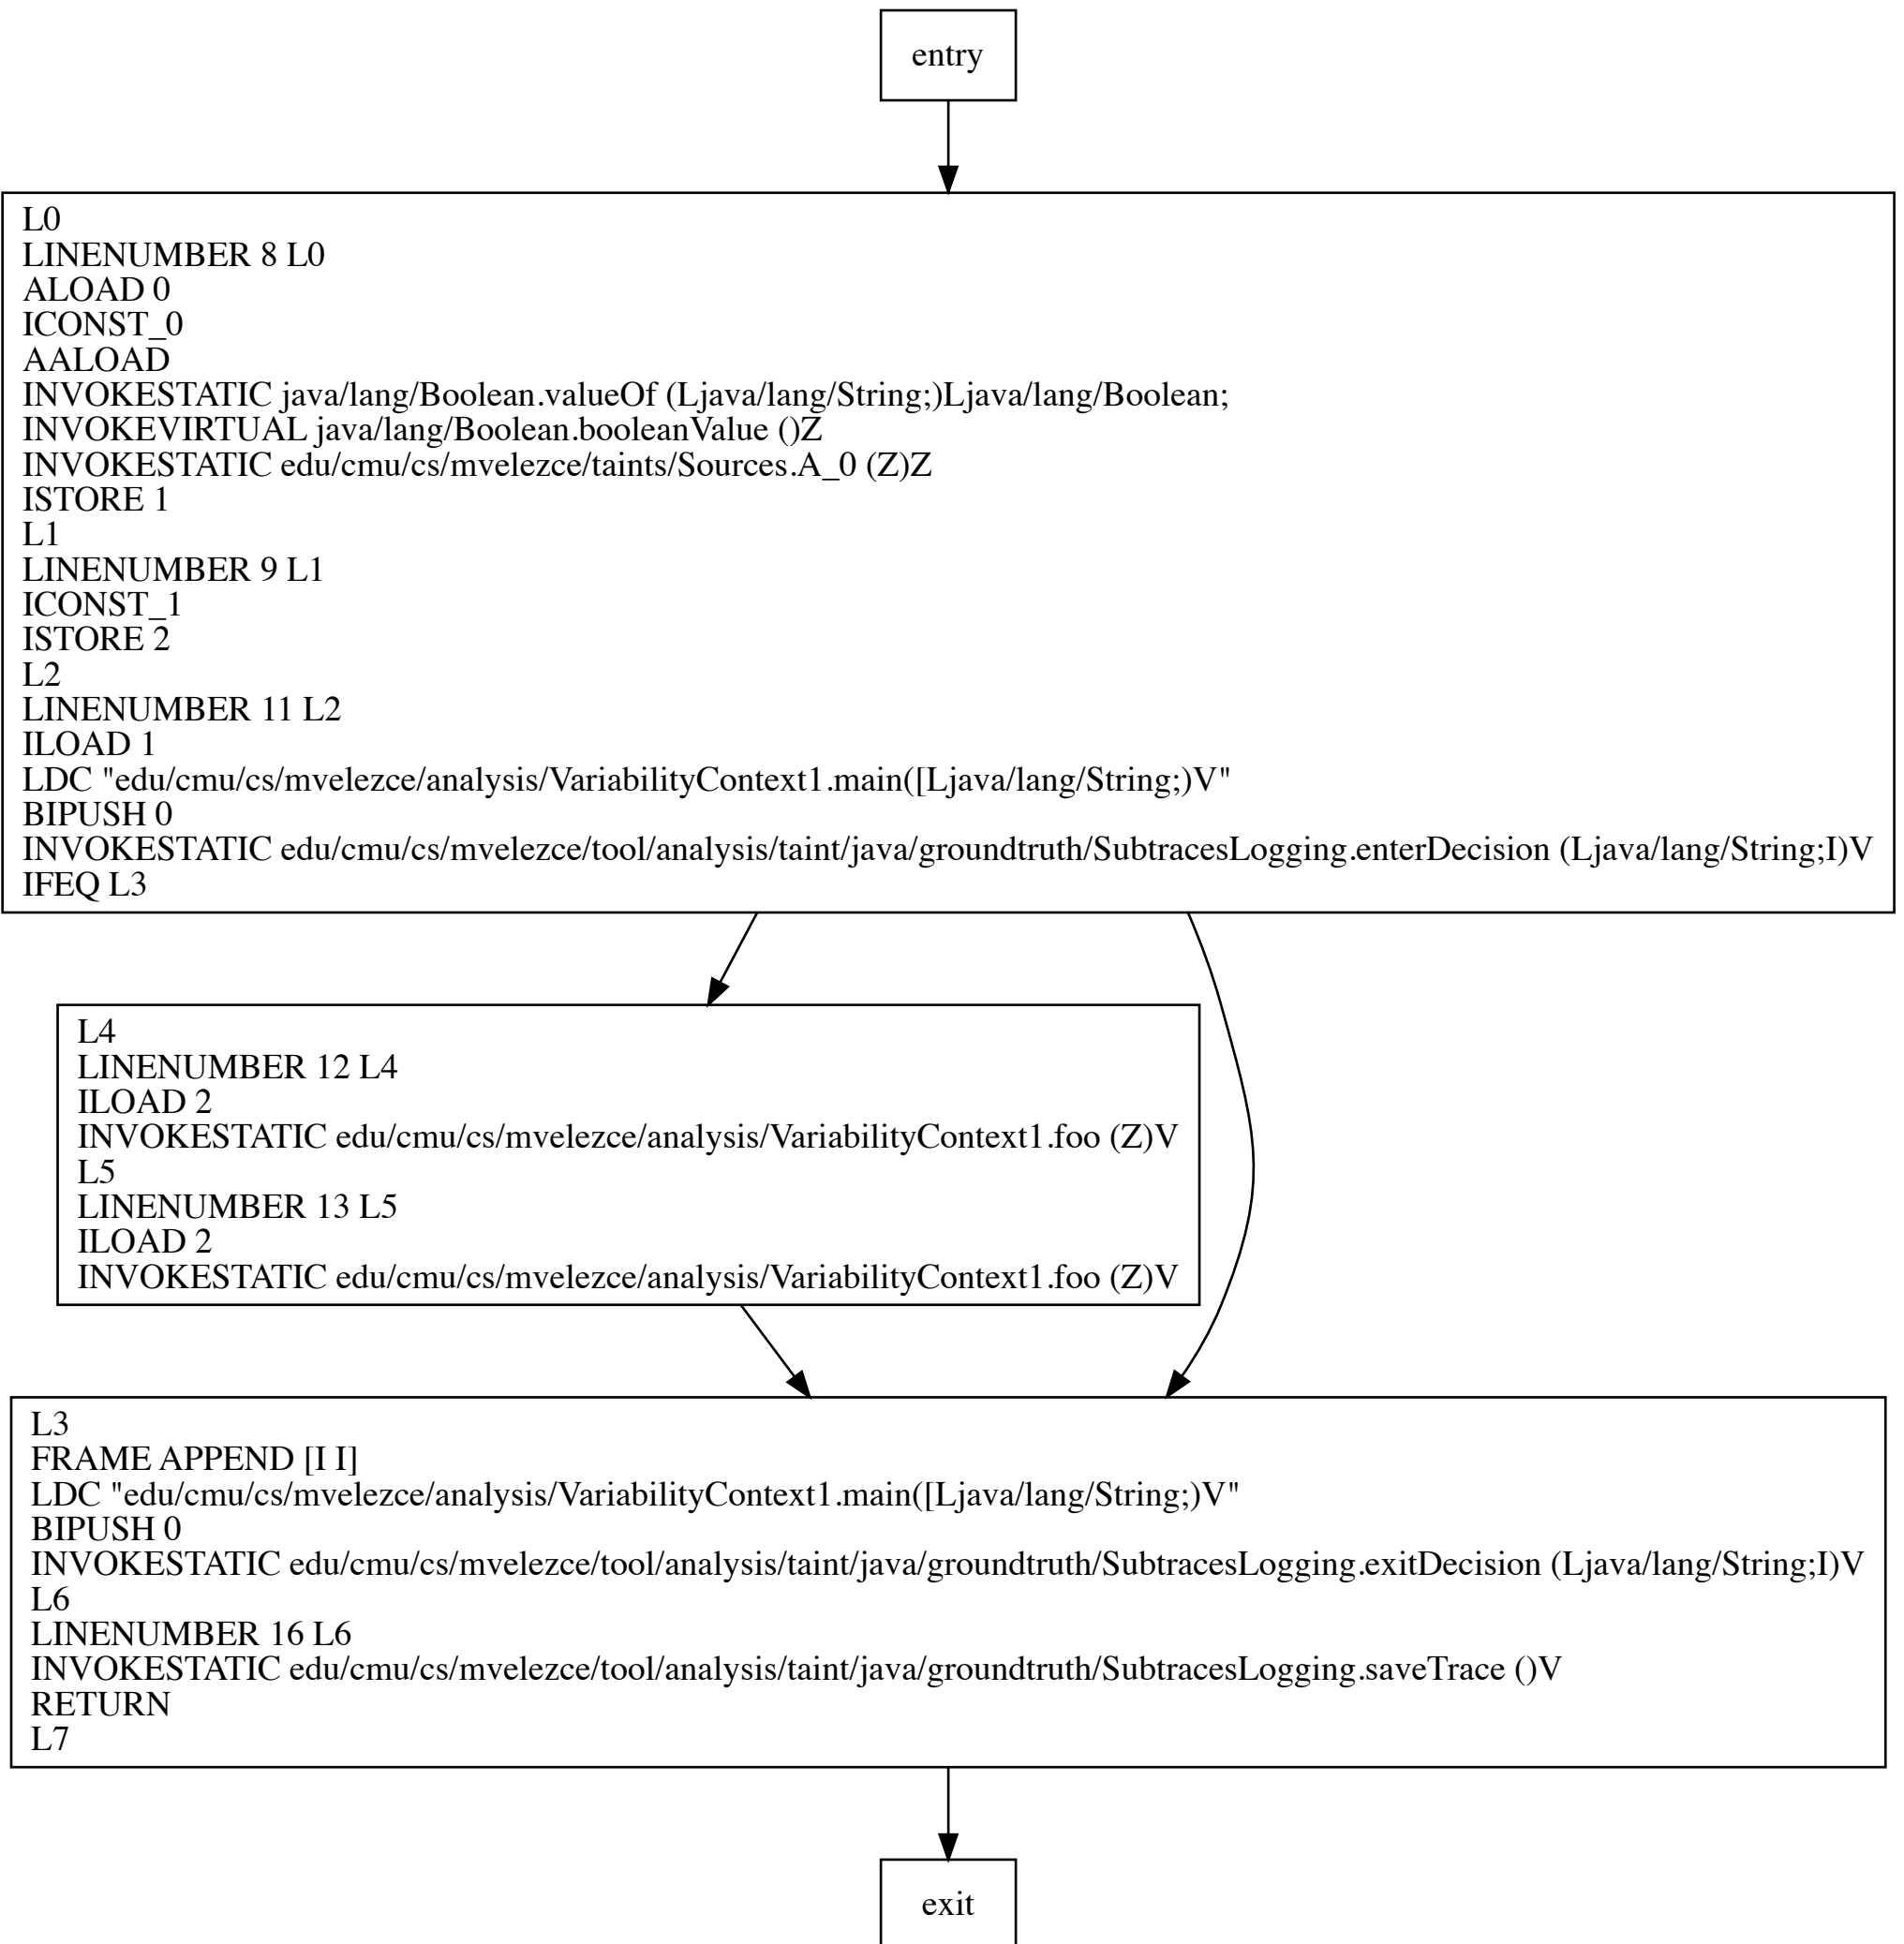 entry
L0
LINENUMBER 8 L0
ALOAD 0
ICONST_0
AALOAD
INVOKESTATIC java/lang/Boolean.valueOf (Ljava/lang/String;)Ljava/lang/Boolean;
INVOKEVIRTUAL java/lang/Boolean.booleanValue ()Z
INVOKESTATIC edu/cmu/cs/mvelezce/taints/Sources.A_0 (Z)Z
ISTORE 1
L1
LINENUMBER 9 L1
ICONST_1
ISTORE 2
L2
LINENUMBER 11 L2
ILOAD 1
LDC "edu/cmu/cs/mvelezce/analysis/VariabilityContext1.main([Ljava/lang/String;)V"
BIPUSH 0
INVOKESTATIC edu/cmu/cs/mvelezce/tool/analysis/taint/java/groundtruth/SubtracesLogging.enterDecision (Ljava/lang/String;I)V
IFEQ L3
L4
LINENUMBER 12 L4
ILOAD 2
INVOKESTATIC edu/cmu/cs/mvelezce/analysis/VariabilityContext1.foo (Z)V
L5
LINENUMBER 13 L5
ILOAD 2
INVOKESTATIC edu/cmu/cs/mvelezce/analysis/VariabilityContext1.foo (Z)V
L3
FRAME APPEND [I I]
LDC "edu/cmu/cs/mvelezce/analysis/VariabilityContext1.main([Ljava/lang/String;)V"
BIPUSH 0
INVOKESTATIC edu/cmu/cs/mvelezce/tool/analysis/taint/java/groundtruth/SubtracesLogging.exitDecision (Ljava/lang/String;I)V
L6
LINENUMBER 16 L6
INVOKESTATIC edu/cmu/cs/mvelezce/tool/analysis/taint/java/groundtruth/SubtracesLogging.saveTrace ()V
RETURN
L7
exit